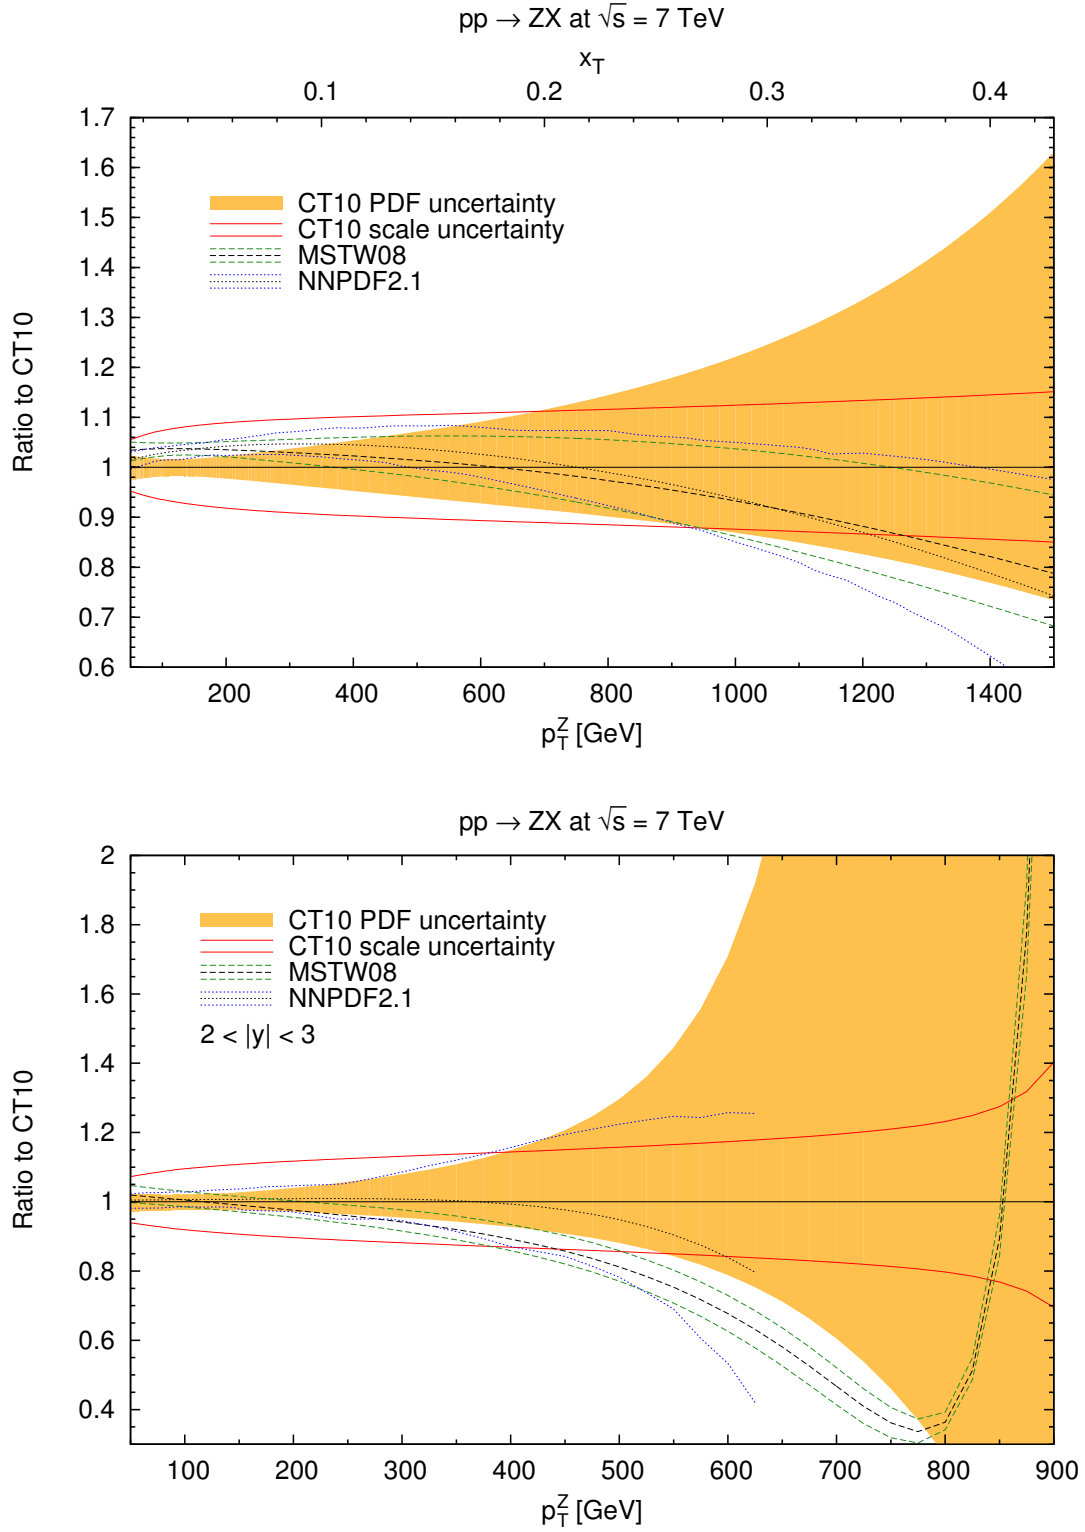 pp → ZX at √s = 7 TeV
x_T
0.1 0.2 0.3 0.4
1.7
1.6
1.5
1.4
1.3
1.2
1.1
1
0.9
0.8
0.7
0.6
Ratio to CT10
CT10 PDF uncertainty
CT10 scale uncertainty
MSTW08
NNPDF2.1
200 400 600 800 1000 1200 1400
p_T^Z [GeV]
pp → ZX at √s = 7 TeV
2
1.8
1.6
1.4
1.2
1
0.8
0.6
0.4
Ratio to CT10
CT10 PDF uncertainty
CT10 scale uncertainty
MSTW08
NNPDF2.1
2 < |y| < 3
100 200 300 400 500 600 700 800 900
p_T^Z [GeV]